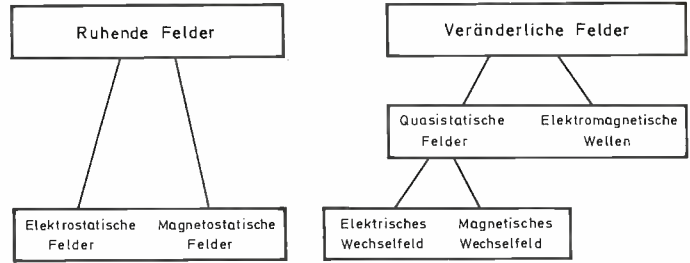 Ruhende Felder
Veränderliche Felder
Quasistatische
Felder
Elektromagnetische
Wellen
Elektrostatische
Felder
Magnetostatische
Felder
Elektrisches
Wechselfeld
Magnetisches
Wechselfeld